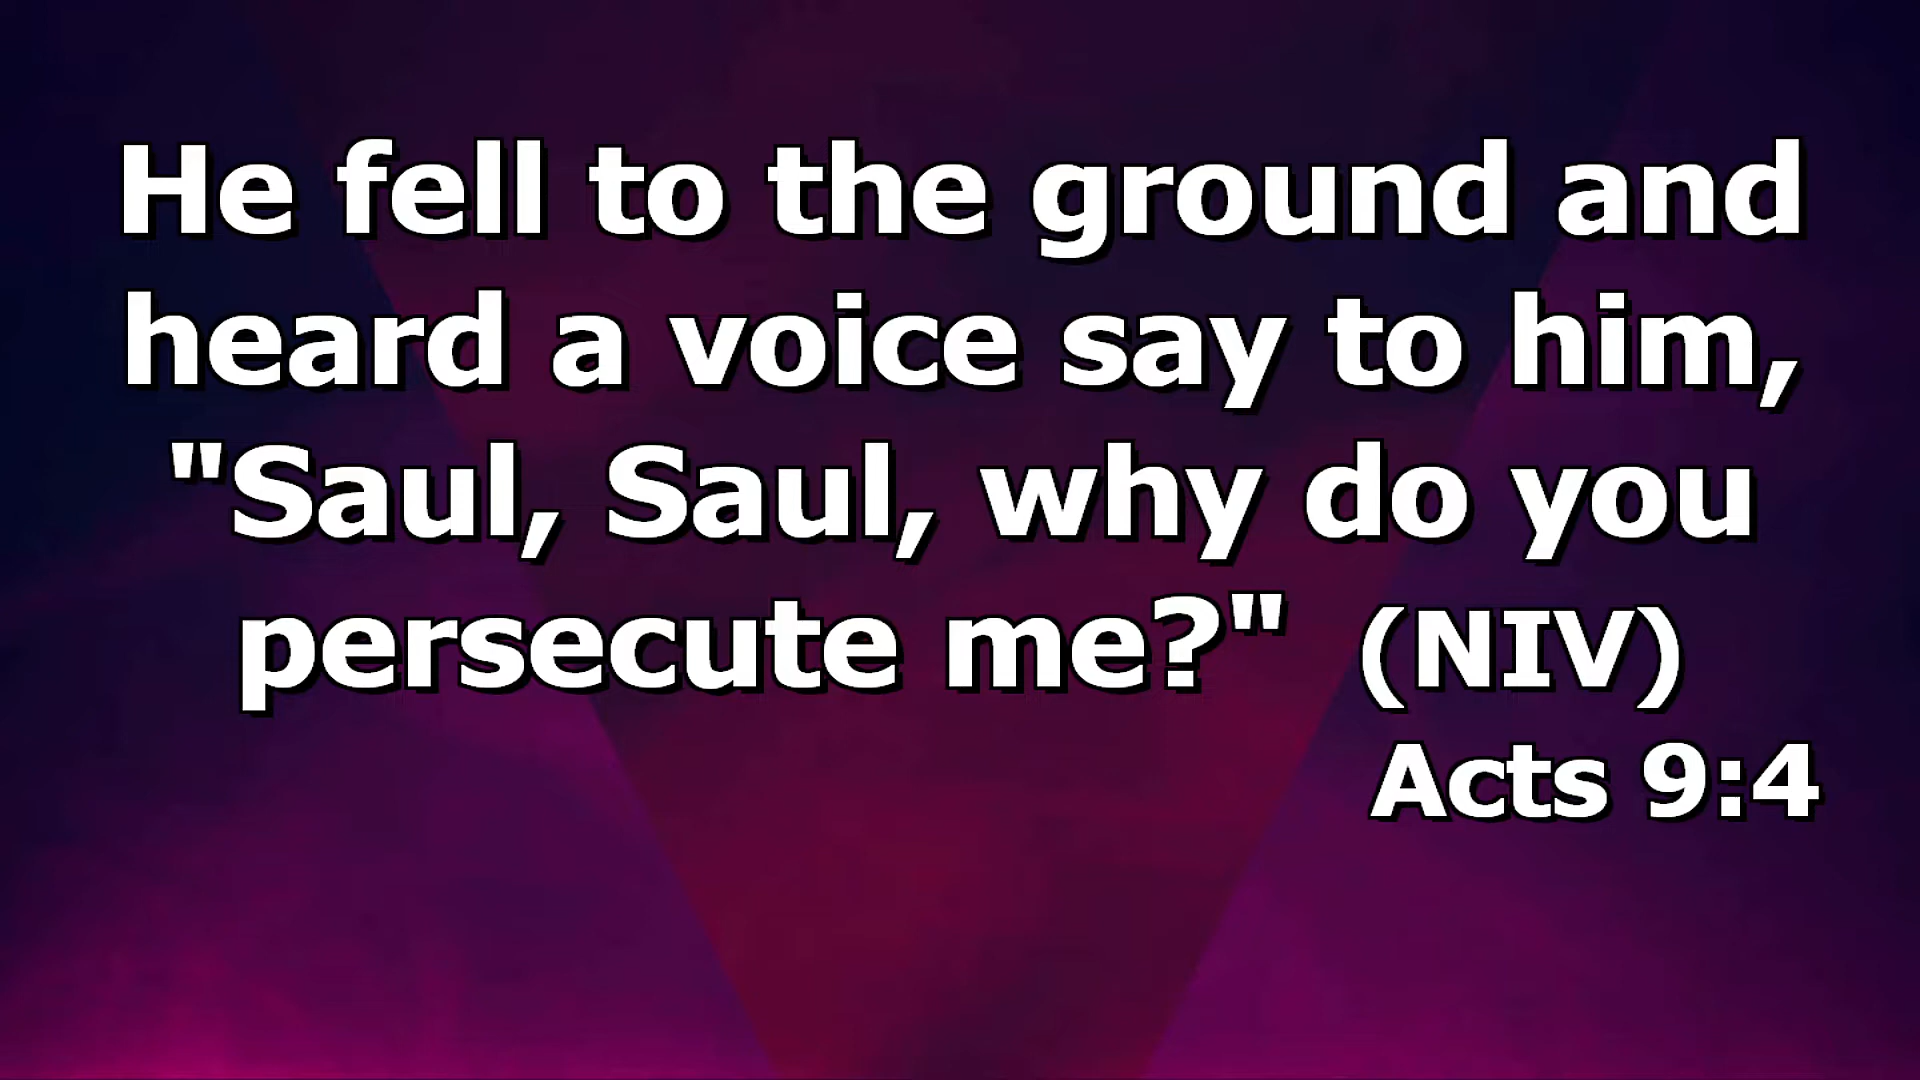 He fell to the ground and
heard a voice say to him,
"Saul, Saul, why do you
persecute me?"  (NIV)
Acts 9:4